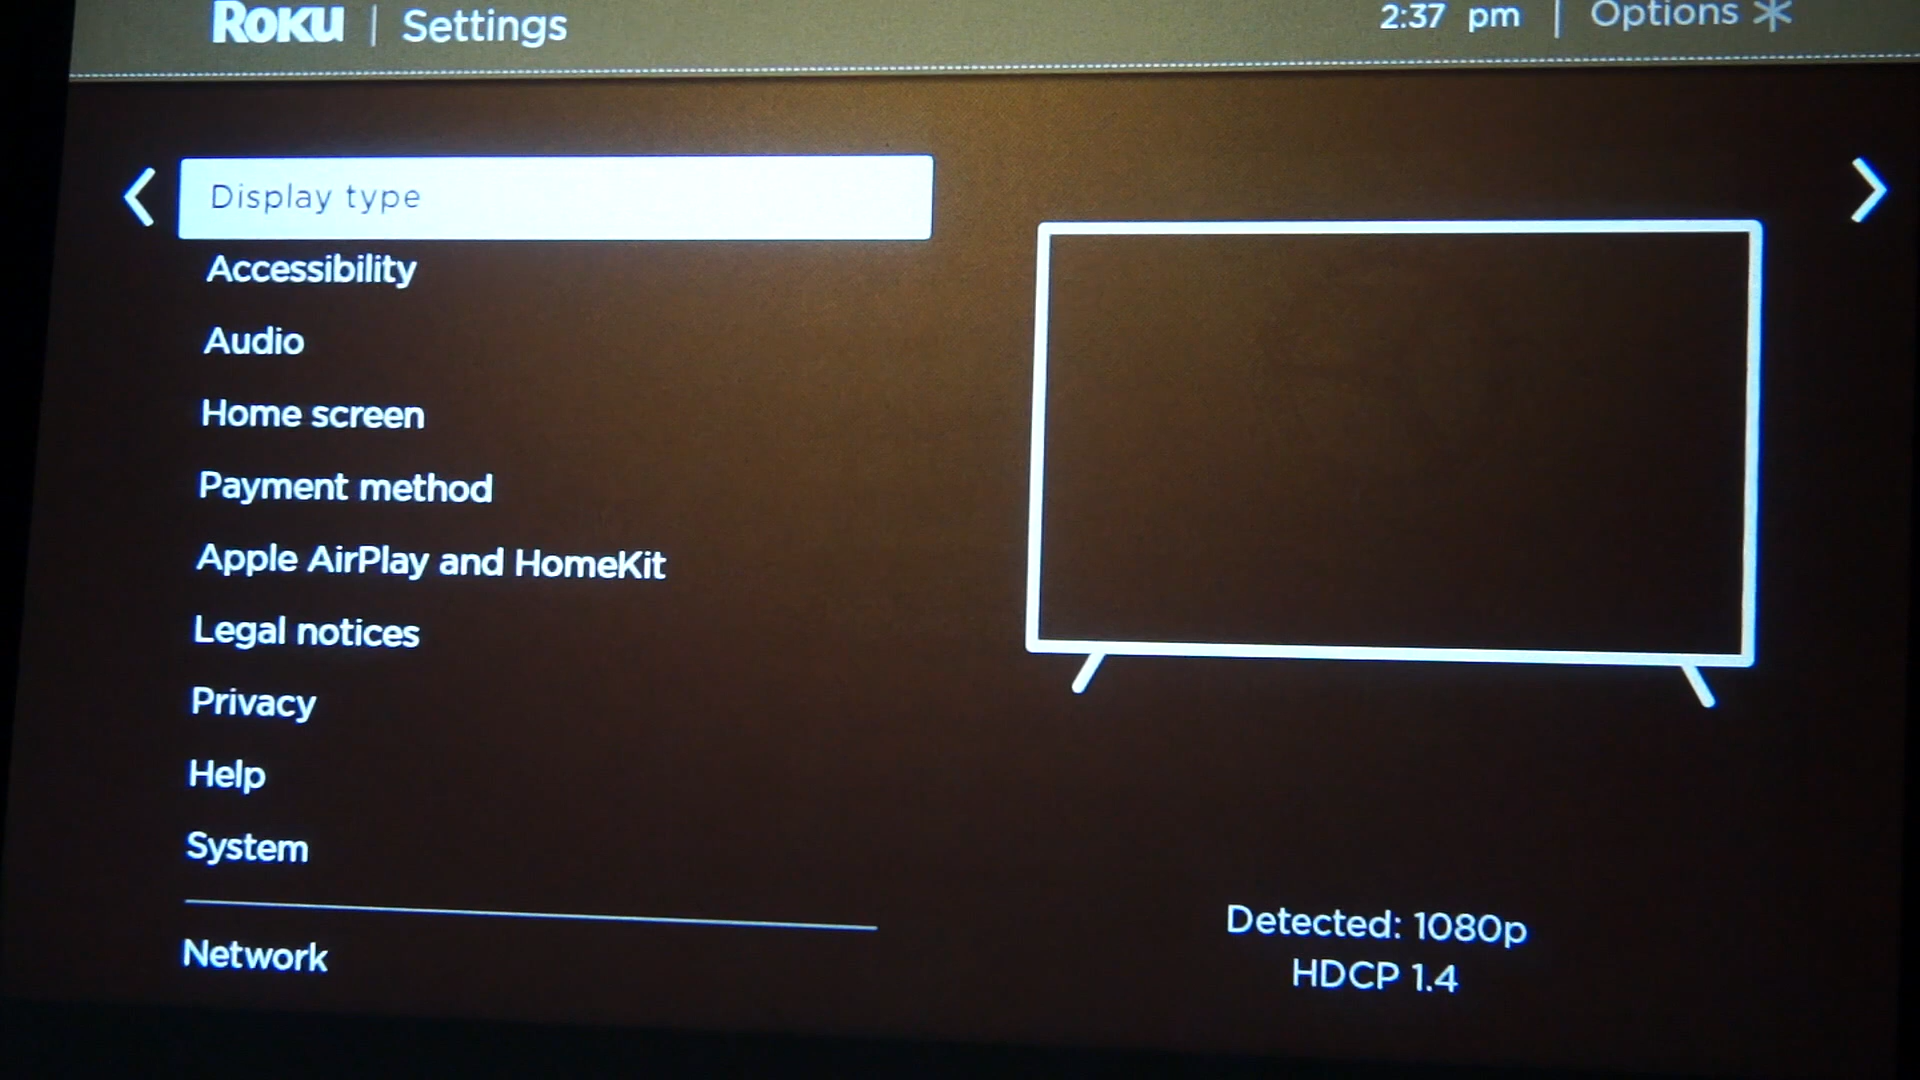 Roku | Settings
2:37 pm | Options
Display type
Accessibility
Audio
Home screen
Payment method
Apple AirPlay and HomeKit
Legal notices
Privacy
Help
System
Network
Detected: 1080p
HDCP 1.4